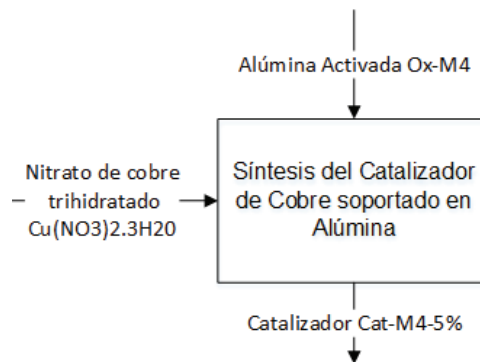 Alúmina Activada Ox-M4
Nitrato de cobre
trihidratado
Cu(NO3)2.3H20
Síntesis del Catalizador
de Cobre soportado en
Alúmina
Catalizador Cat-M4-5%